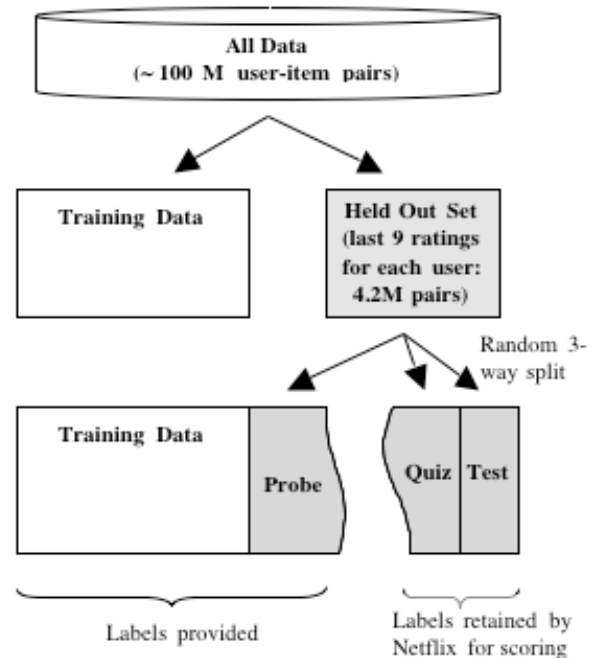 All Data
(~ 100 M user-item pairs)
Training Data
Held Out Set
(last 9 ratings
for each user:
4.2M pairs)
Random 3-
way split
Training Data
Probe
Quiz
Test
Labels provided
Labels retained by
Netflix for scoring